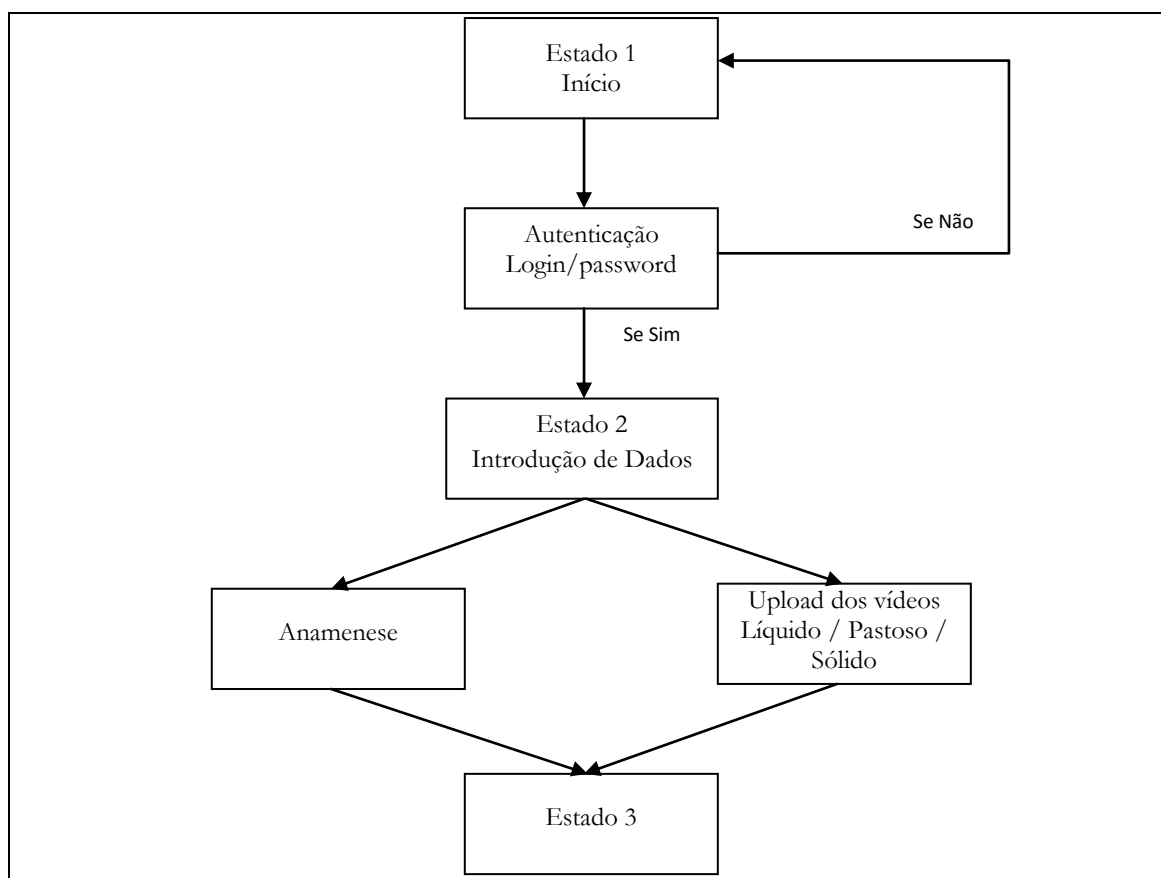 Estado 1
Início
Autenticação
Login/password
Se Não
Se Sim
Estado 2
Introdução de Dados
Anamenese
Upload dos vídeos
Líquido / Pastoso /
Sólido
Estado 3